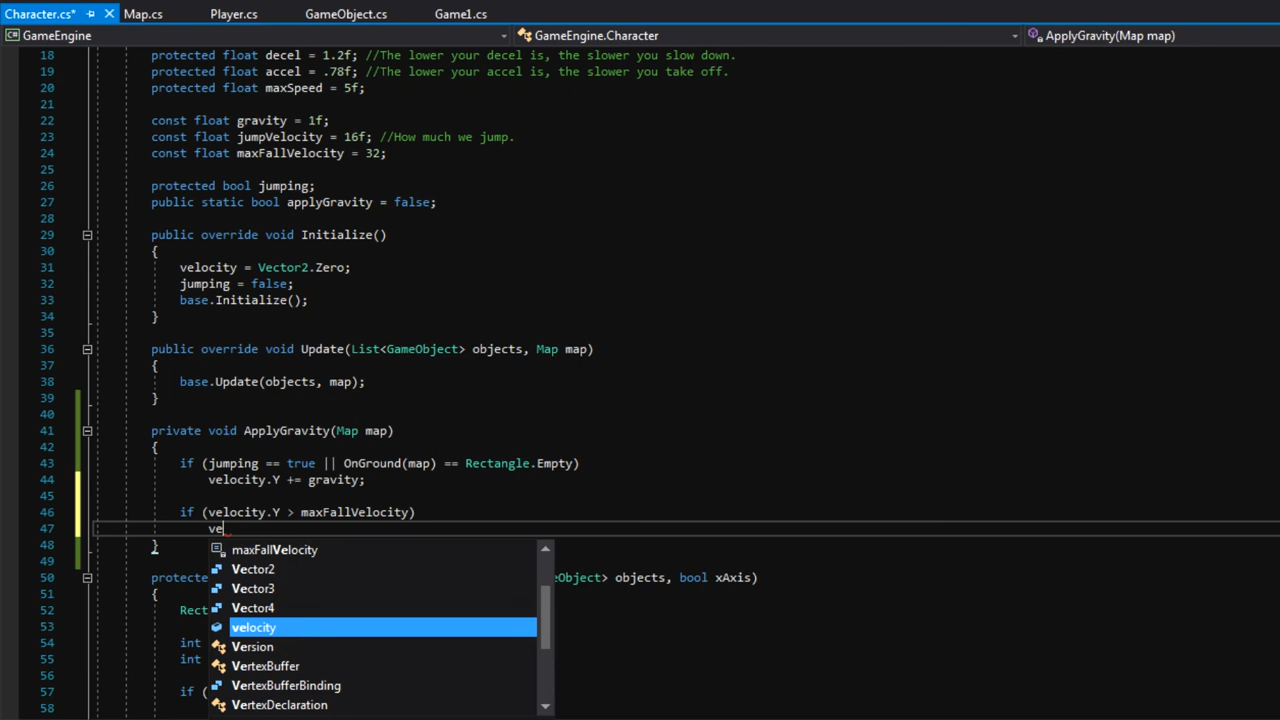 Character.cs* Map.cs Player.cs GameObject.cs Game1.cs
GameEngine GameEngine.Character ApplyGravity(Map map)
18 protected float decel = 1.2f; //The lower your decel is, the slower you slow down.
19 protected float accel = .78f; //The lower your accel is, the slower you take off.
20 protected float maxSpeed = 5f;
21
22 const float gravity = 1f;
23 const float jumpVelocity = 16f; //How much we jump.
24 const float maxFallVelocity = 32;
25
26 protected bool jumping;
27 public static bool applyGravity = false;
28
29 public override void Initialize()
30 {
31 velocity = Vector2.Zero;
32 jumping = false;
33 base.Initialize();
34 }
35
36 public override void Update(List<GameObject> objects, Map map)
37 {
38 base.Update(objects, map);
39 }
40
41 private void ApplyGravity(Map map)
42 {
43 if (jumping == true || OnGround(map) == Rectangle.Empty)
44 velocity.Y += gravity;
45
46 if (velocity.Y > maxFallVelocity)
47 ve
48 }
maxFallVelocity
49
Vector2
50 protecte eObject> objects, bool xAxis)
Vector3
51 {
52 Rect
Vector4
53
velocity
54 int
Version
55 int
VertexBuffer
56
VertexBufferBinding
57 if (
VertexDeclaration
58